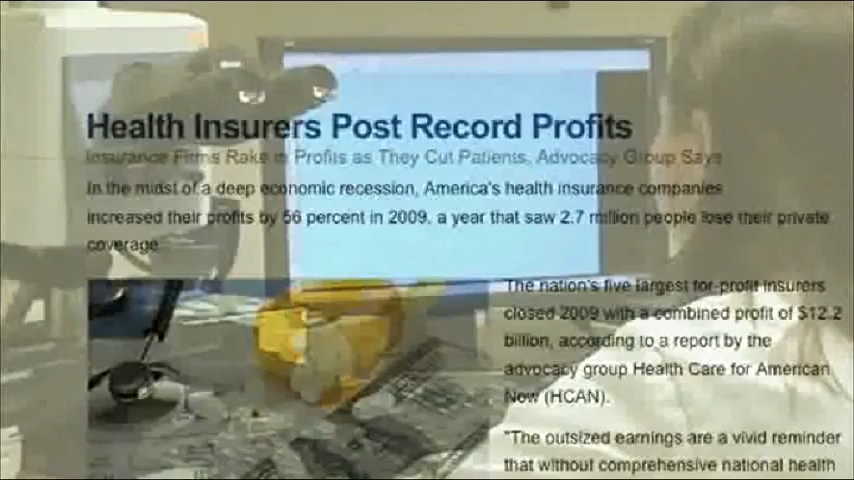 Health Insurers Post Record Profits
Insurance Firms Rake in Profits as They Cut Patients, Advocacy Group Says
In the midst of a deep economic recession, America's health insurance companies
increased their profits by 56 percent in 2009, a year that saw 2.7 million people lose their private
coverage.
The nation's five largest for-profit insurers
closed 2009 with a combined profit of $12.2
billion, according to a report by the
advocacy group Health Care for American
Now (HCAN).
"The outsized earnings are a vivid reminder
that without comprehensive national health